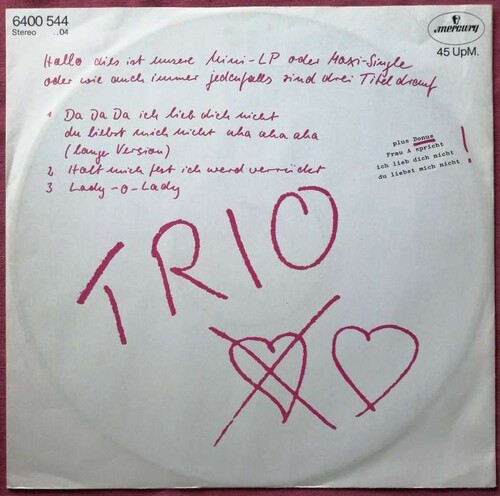 6400 544
Stereo ..04
mercury
45 UpM.
Hallo dies ist unsere Mini-LP oder Maxi-Single
oder wie auch immer jedenfalls sind drei Titel drauf
1 Da Da Da ich lieb dich nicht
du liebst mich nicht aha aha aha
(langer Version)
2 Halt mich fest ich werd verrückt
3 Lady-o-Lady
plus Bonus
Frau A spricht
ich lieb dich nicht
du liebst mich nicht !
TRIO